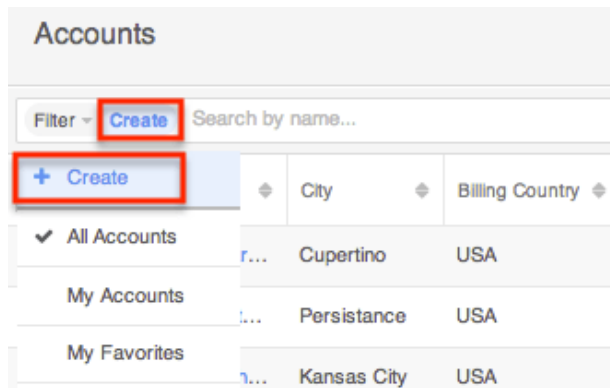 Accounts
Filter Create Search by name...
+ Create
City Billing Country
All Accounts
r... Cupertino USA
My Accounts
t... Persistance USA
My Favorites
n... Kansas City USA